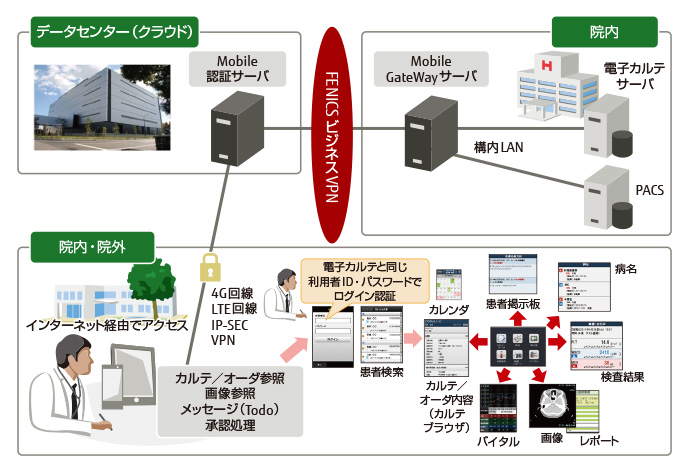 データセンター（クラウド）
Mobile
認証サーバ
FENICSビジネスVPN
院内
Mobile
GateWayサーバ
電子カルテ
サーバ
構内LAN
PACS
院内・院外
インターネット経由でアクセス
4G回線
LTE回線
IP-SEC
VPN
カルテ／オーダ参照
画像参照
メッセージ（Todo）
承認処理
電子カルテと同じ
利用者ID・パスワードで
ログイン認証
患者検索
カレンダ
カルテ／
オーダ内容
（カルテ
ブラウザ）
患者掲示板
病名
検査結果
バイタル
画像
レポート